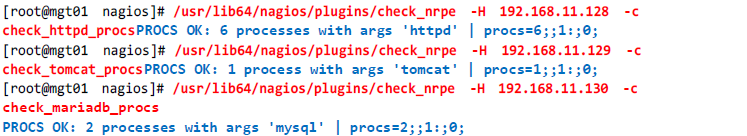 [root@mgt01 nagios]# /usr/lib64/nagios/plugins/check_nrpe -H 192.168.11.128 -c
check_httpd_procsPROCS OK: 6 processes with args 'httpd' | procs=6;;1:;0;
[root@mgt01 nagios]# /usr/lib64/nagios/plugins/check_nrpe -H 192.168.11.129 -c
check_tomcat_procsPROCS OK: 1 process with args 'tomcat' | procs=1;;1:;0;
[root@mgt01 nagios]# /usr/lib64/nagios/plugins/check_nrpe -H 192.168.11.130 -c
check_mariadb_procs
PROCS OK: 2 processes with args 'mysql' | procs=2;;1:;0;